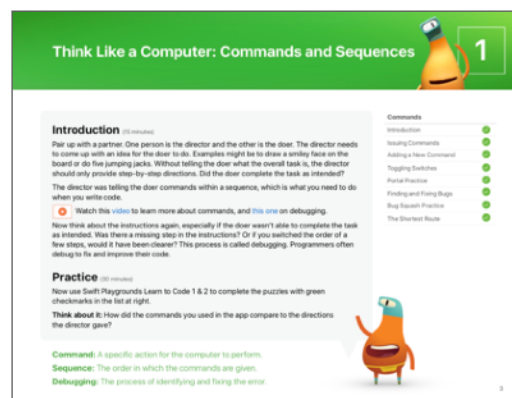 Think Like a Computer: Commands and Sequences
1
Introduction (15 minutes)
Pair up with a partner. One person is the director and the other is the doer. The director needs
to come up with an idea for the doer to do. Examples might be to draw a smiley face on the
board or do five jumping jacks. Without telling the doer what the overall task is, the director
should only provide step-by-step directions. Did the doer complete the task as intended?
The director was telling the doer commands within a sequence, which is what you need to do
when you write code.
Watch this video to learn more about commands, and this one on debugging.
Now think about the instructions again, especially if the doer wasn't able to complete the task
as intended. Was there a missing step in the instructions? Or if you switched the order of a
few steps, would it have been clearer? This process is called debugging. Programmers often
debug to fix and improve their code.
Practice (30 minutes)
Now use Swift Playgrounds Learn to Code 1 & 2 to complete the puzzles with green
checkmarks in the list at right.
Think about it: How did the commands you used in the app compare to the directions
the director gave?
Command: A specific action for the computer to perform.
Sequence: The order in which the commands are given.
Debugging: The process of identifying and fixing the error.
Commands
Introduction
Issuing Commands
Adding a New Command
Toggling Switches
Portal Practice
Finding and Fixing Bugs
Bug Squash Practice
The Shortest Route
3